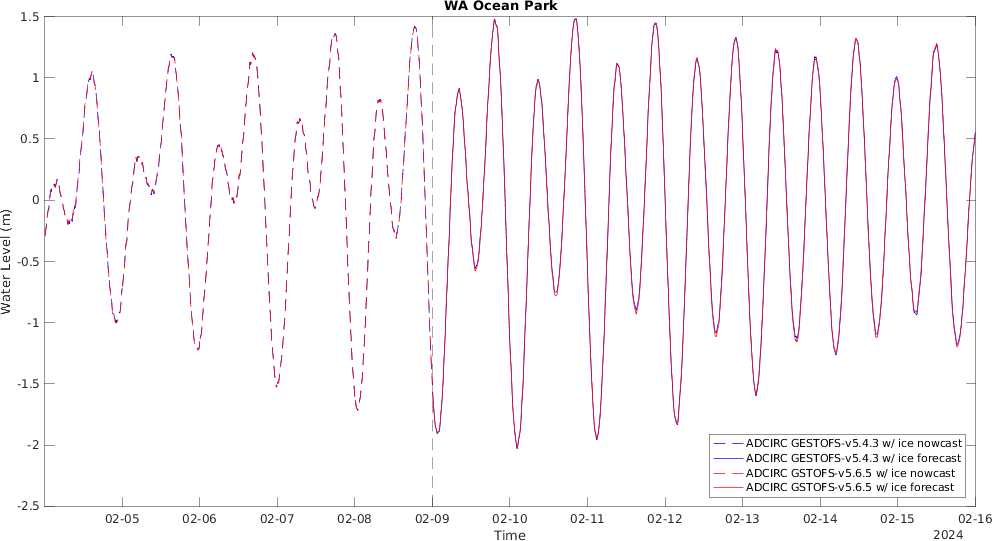 WA Ocean Park
1.5
1
0.5
0
-0.5
-1
-1.5
-2
-2.5
Water Level (m)
02-05 02-06 02-07 02-08 02-09 02-10 02-11 02-12 02-13 02-14 02-15 02-16
Time
2024
ADCIRC GESTOFS-v5.4.3 w/ ice nowcast
ADCIRC GESTOFS-v5.4.3 w/ ice forecast
ADCIRC GSTOFS-v5.6.5 w/ ice nowcast
ADCIRC GSTOFS-v5.6.5 w/ ice forecast